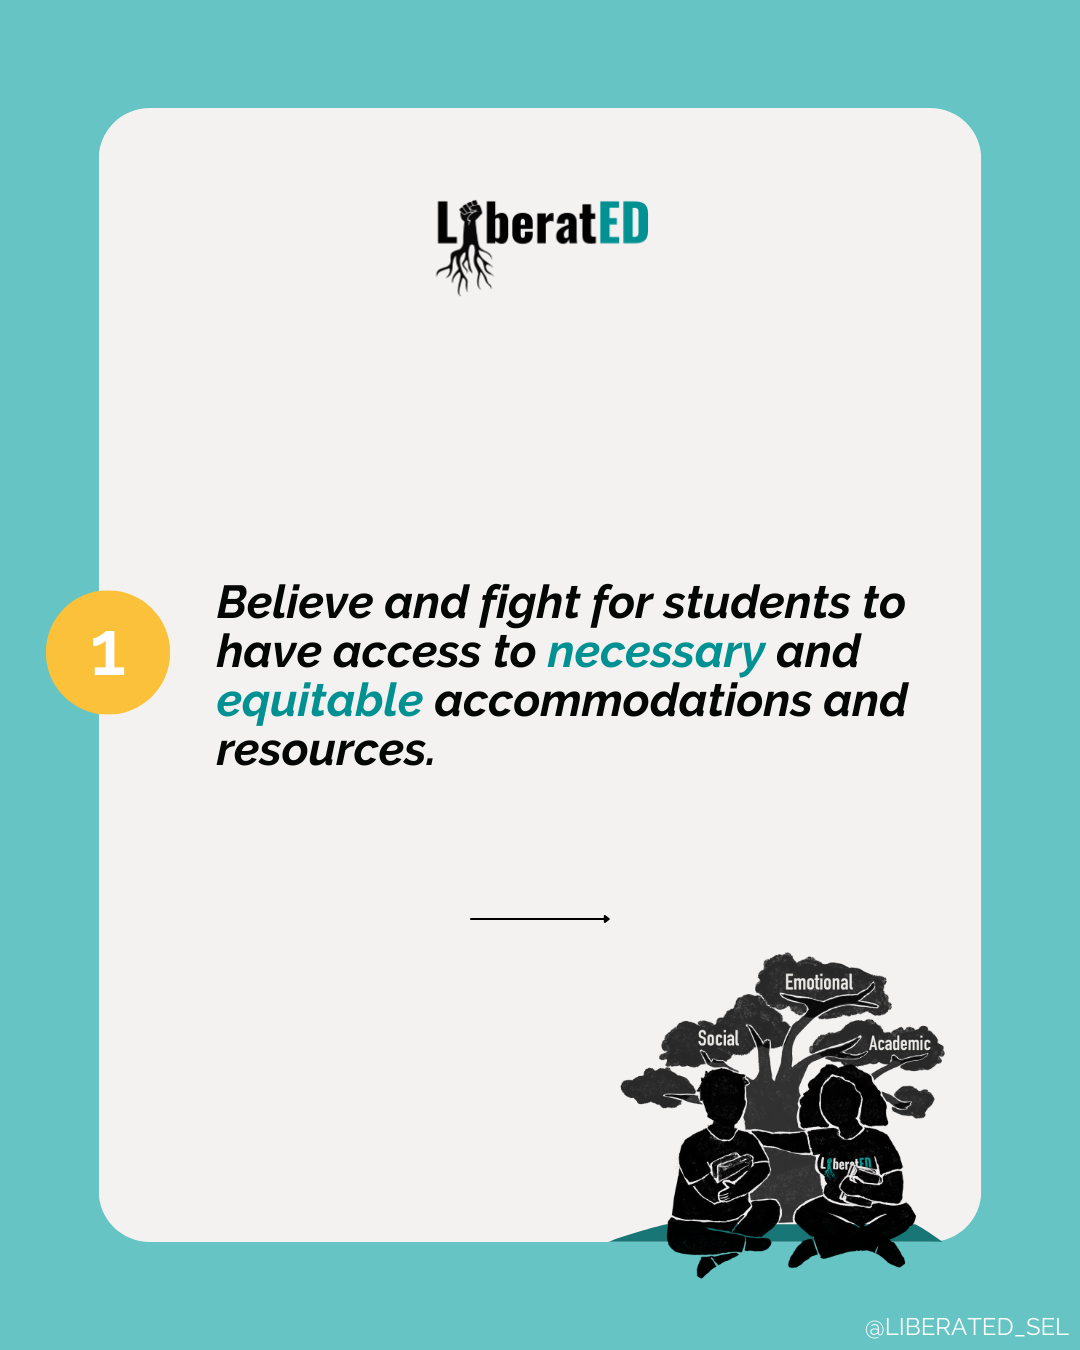 LiberatED
1
Believe and fight for students to
have access to necessary and
equitable accommodations and
resources.
Emotional
Social
Academic
LiberatED
@LIBERATED_SEL